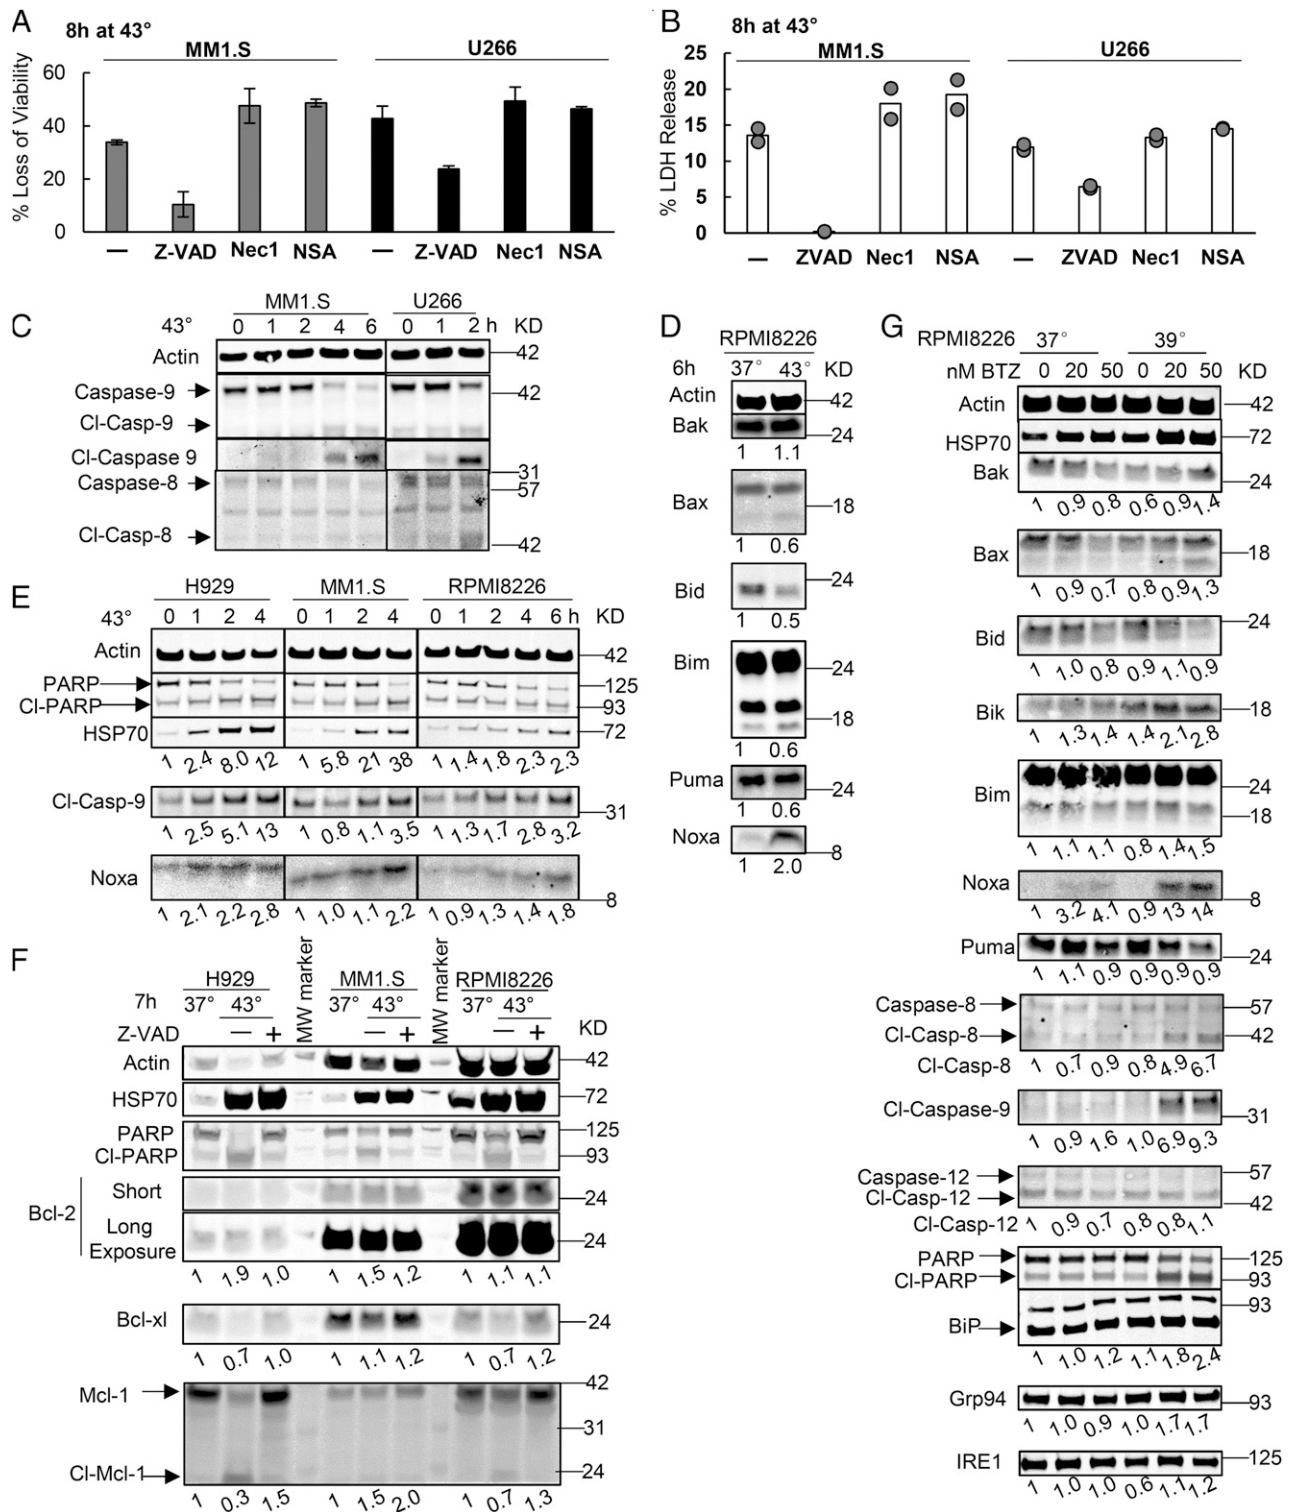 A
8h at 43°
MM1.S
U266
% Loss of Viability
60
40
20
0
— Z-VAD Nec1 NSA — Z-VAD Nec1 NSA
B
8h at 43°
MM1.S
U266
% LDH Release
25
20
15
10
5
0
— ZVAD Nec1 NSA — ZVAD Nec1 NSA
C
MM1.S U266
43° 0 1 2 4 6 0 1 2 h KD
Actin 42
Caspase-9 42
Cl-Casp-9
Cl-Caspase 9 31
Caspase-8 57
Cl-Casp-8 42
D
RPMI8226
6h 37° 43° KD
Actin 42
Bak 24
1 1.1
Bax 18
1 0.6
Bid 24
1 0.5
Bim 24
18
1 0.6
Puma 24
1 0.6
Noxa 8
1 2.0
E
H929 MM1.S RPMI8226
43° 0 1 2 4 0 1 2 4 0 1 2 4 6 h KD
Actin 42
PARP 125
Cl-PARP 93
HSP70 72
1 2.4 8.0 12 1 5.8 21 38 1 1.4 1.8 2.3 2.3
Cl-Casp-9 31
1 2.5 5.1 13 1 0.8 1.1 3.5 1 1.3 1.7 2.8 3.2
Noxa 8
1 2.1 2.2 2.8 1 1.0 1.1 2.2 1 0.9 1.3 1.4 1.8
F
H929 MW marker MM1.S MW marker RPMI8226
7h 37° 43° 37° 43° 37° 43°
Z-VAD — + — + — + KD
Actin 42
HSP70 72
PARP 125
Cl-PARP 93
Bcl-2
Short 24
Long Exposure 24
1 1.9 1.0 1 1.5 1.2 1 1.1 1.1
Bcl-xl 24
1 0.7 1.0 1 1.1 1.2 1 0.7 1.2
Mcl-1 42
31
Cl-Mcl-1 24
1 0.3 1.5 1 1.5 2.0 1 0.7 1.3
G
RPMI8226 37° 39°
nM BTZ 0 20 50 0 20 50 KD
Actin 42
HSP70 72
Bak 24
1 0.9 0.8 0.6 0.9 1.4
Bax 18
1 0.9 0.7 0.8 0.9 1.3
Bid 24
1 1.0 0.8 0.9 1.1 0.9
Bik 18
1 1.3 1.4 1.4 2.1 2.8
Bim 24
18
1 1.1 1.1 0.8 1.4 1.5
Noxa 8
1 3.2 4.1 0.9 13 14
Puma 24
1 1.1 0.9 0.9 0.9 0.9
Caspase-8 57
Cl-Casp-8 42
Cl-Casp-8 1 0.7 0.9 0.8 4.9 6.7
Cl-Caspase-9 31
1 0.9 1.6 1.0 6.9 9.3
Caspase-12 57
Cl-Casp-12 42
Cl-Casp-12 1 0.9 0.7 0.8 0.8 1.1
PARP 125
Cl-PARP 93
93
BiP
1 1.0 1.2 1.1 1.8 2.4
Grp94 93
1 1.0 0.9 1.0 1.7 1.7
IRE1 125
1 1.0 1.0 0.6 1.1 1.2